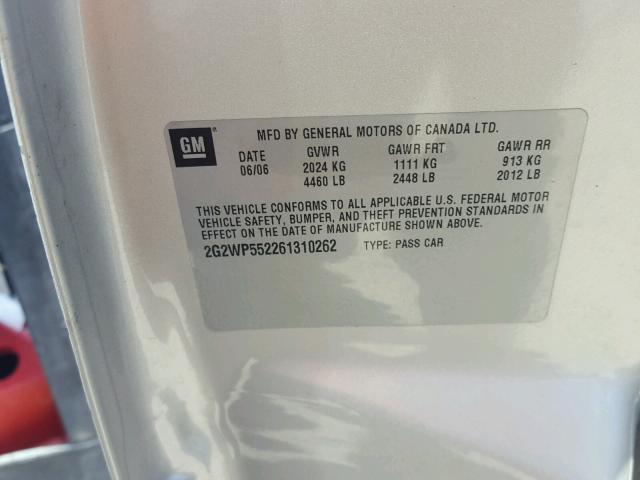 GM
MFD BY GENERAL MOTORS OF CANADA LTD.
DATE GVWR GAWR FRT GAWR RR
06/06 2024 KG 1111 KG 913 KG
4460 LB 2448 LB 2012 LB
THIS VEHICLE CONFORMS TO ALL APPLICABLE U.S. FEDERAL MOTOR
VEHICLE SAFETY, BUMPER, AND THEFT PREVENTION STANDARDS IN
EFFECT ON THE DATE OF MANUFACTURE SHOWN ABOVE.
2G2WP552261310262 TYPE: PASS CAR